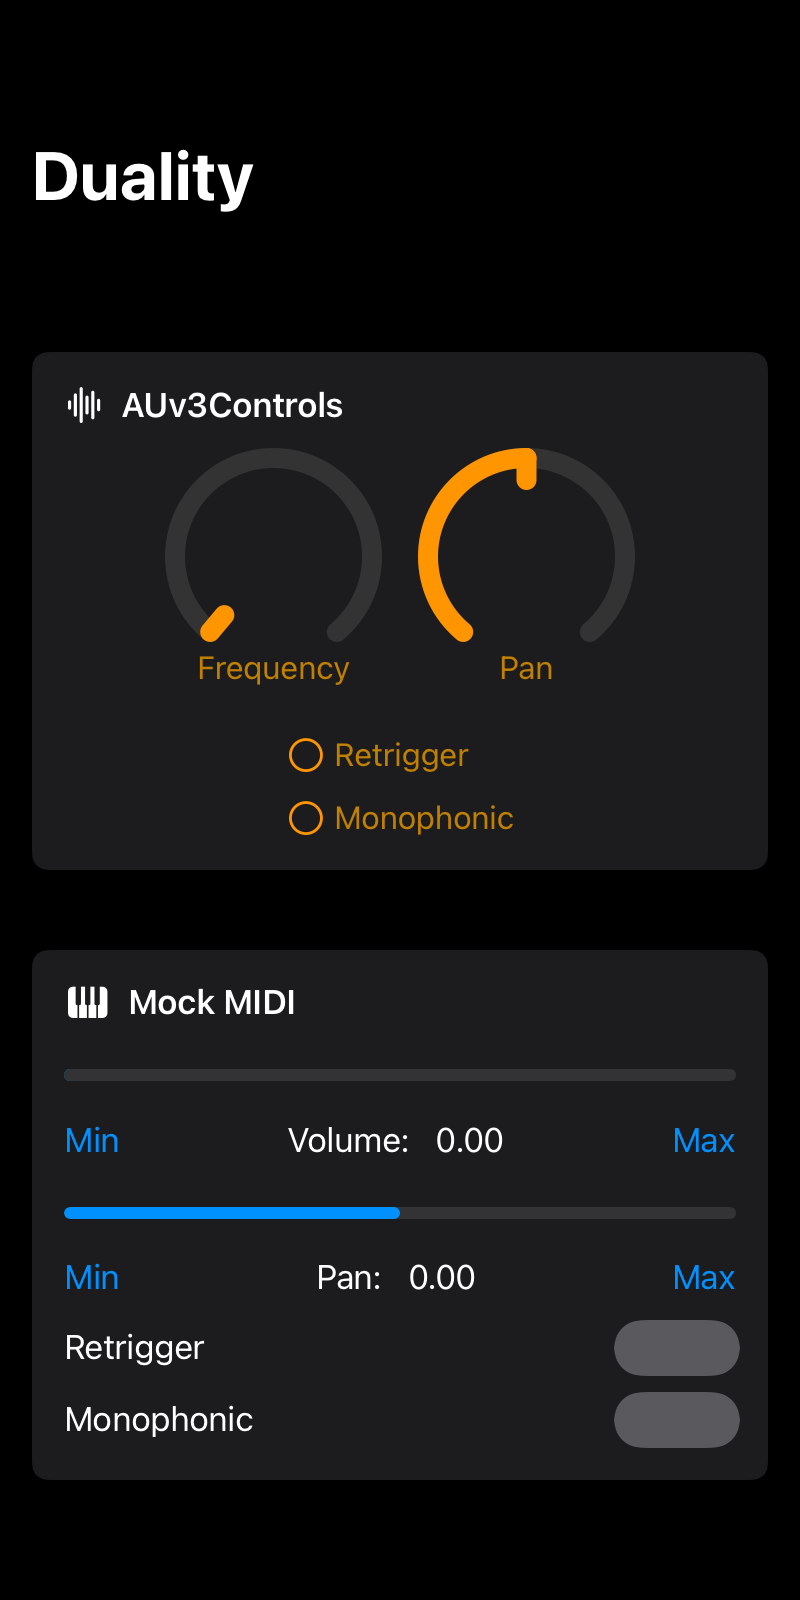 Duality
AUv3Controls
Frequency Pan
Retrigger
Monophonic
Mock MIDI
Min Volume: 0.00 Max
Min Pan: 0.00 Max
Retrigger
Monophonic